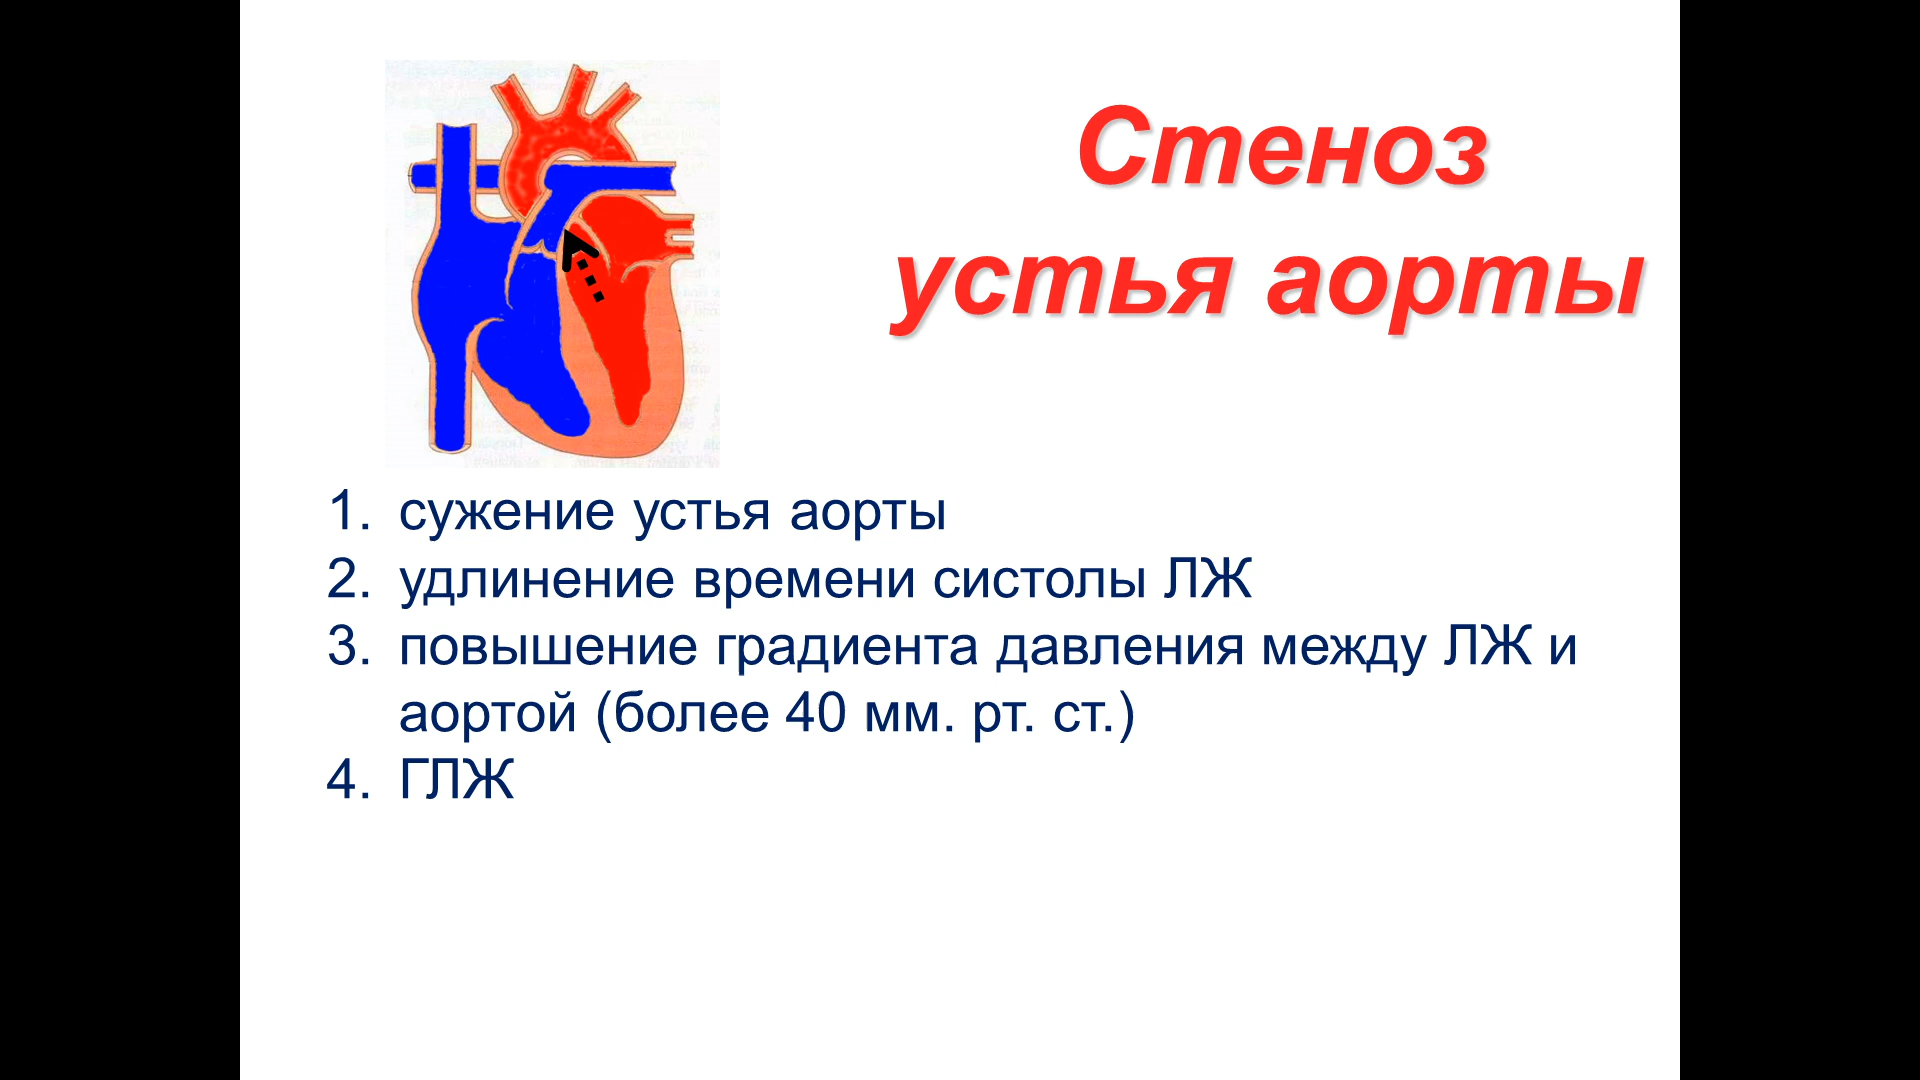 Стеноз
устья аорты
1. сужение устья аорты
2. удлинение времени систолы ЛЖ
3. повышение градиента давления между ЛЖ и
аортой (более 40 мм. рт. ст.)
4. ГЛЖ